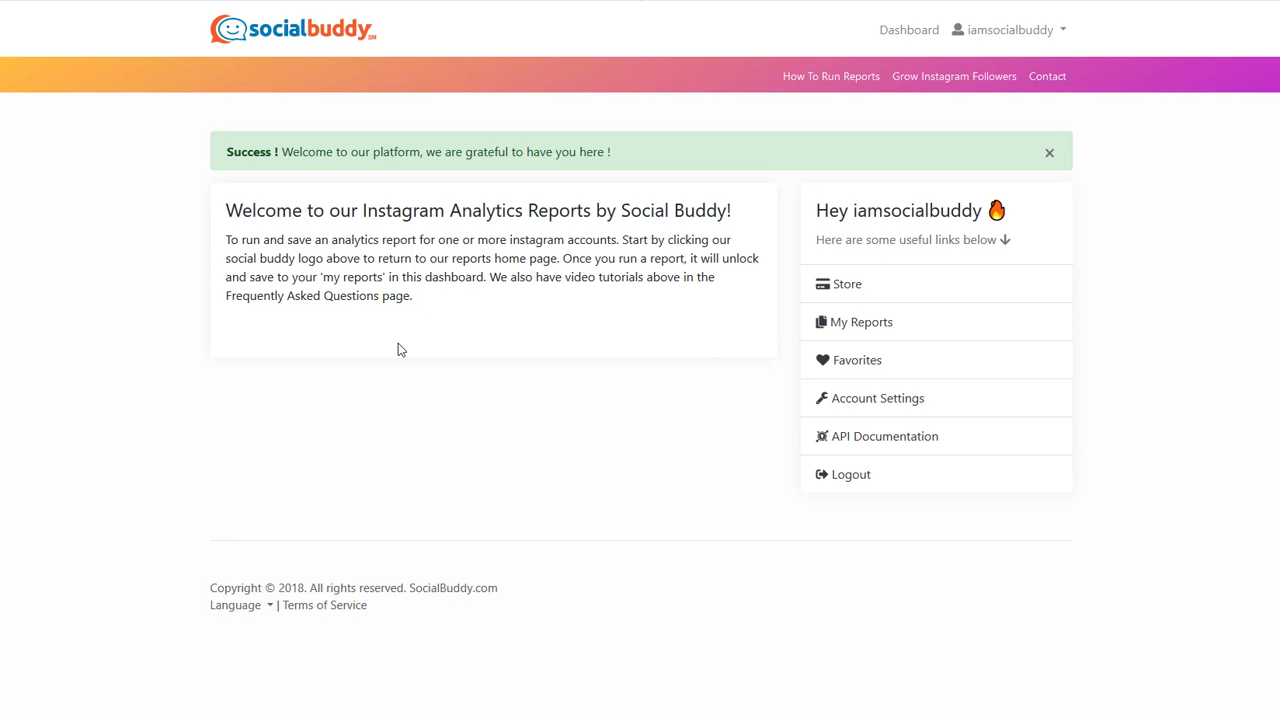 socialbuddy SM
Dashboard iamsocialbuddy
How To Run Reports Grow Instagram Followers Contact
Success ! Welcome to our platform, we are grateful to have you here ! ×
Welcome to our Instagram Analytics Reports by Social Buddy!
To run and save an analytics report for one or more instagram accounts. Start by clicking our
social buddy logo above to return to our reports home page. Once you run a report, it will unlock
and save to your 'my reports' in this dashboard. We also have video tutorials above in the
Frequently Asked Questions page.
Hey iamsocialbuddy 🔥
Here are some useful links below ↓
Store
My Reports
Favorites
Account Settings
API Documentation
Logout
Copyright © 2018. All rights reserved. SocialBuddy.com
Language | Terms of Service